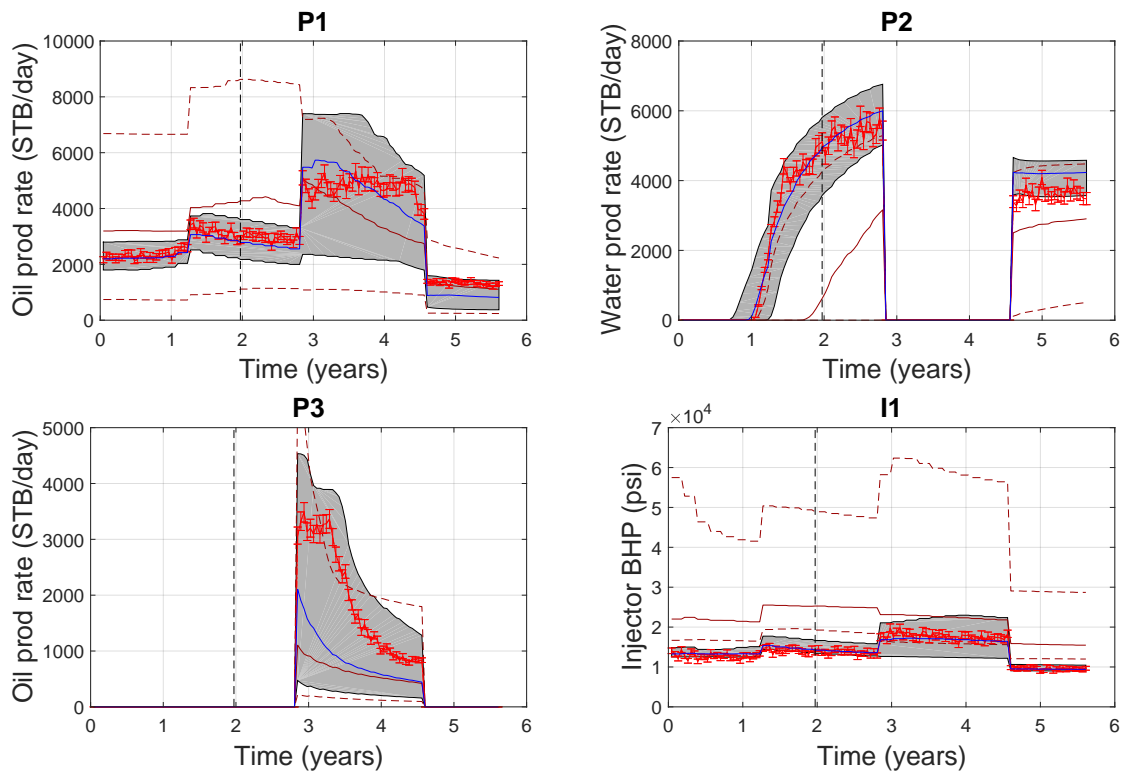 P1
Oil prod rate (STB/day)
10000
8000
6000
4000
2000
0
0 1 2 3 4 5 6
Time (years)
P2
Water prod rate (STB/day)
8000
6000
4000
2000
0
0 1 2 3 4 5 6
Time (years)
P3
Oil prod rate (STB/day)
5000
4000
3000
2000
1000
0
0 1 2 3 4 5 6
Time (years)
I1
×10⁴
Injector BHP (psi)
7
6
5
4
3
2
1
0
0 1 2 3 4 5 6
Time (years)